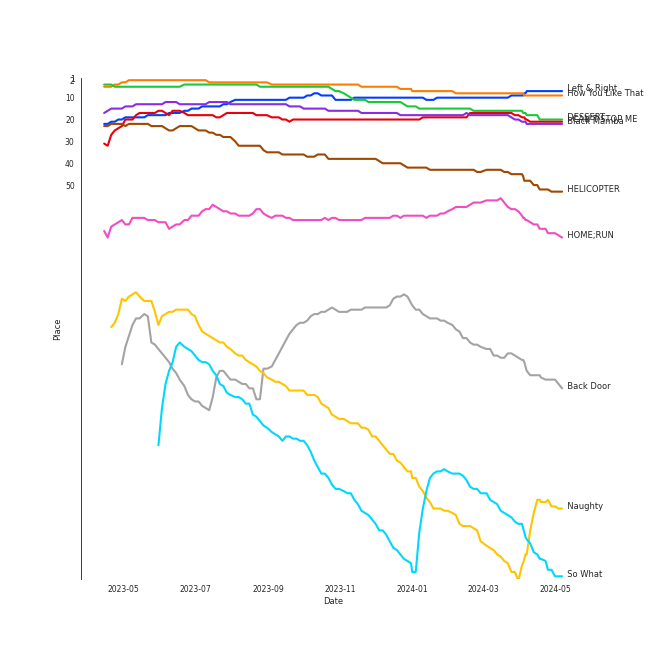 1
2
10
20
30
40
50
Place
Left & Right
How You Like That
DESSERT
Black Mamba
HELICOPTER
HOME;RUN
Back Door
Naughty
So What
2023-05
2023-07
2023-09
2023-11
2024-01
2024-03
2024-05
Date